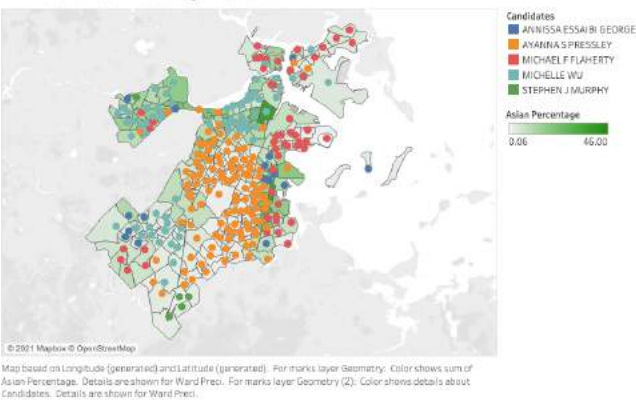 Candidates
ANNISSA ESSAIBI GEORGE
AYANNA S PRESSLEY
MICHAEL F FLAHERTY
MICHELLE WU
STEPHEN J MURPHY
Asian Percentage
0.06 46.00
© 2021 Mapbox © OpenStreetMap
Map based on Longitude (generated) and Latitude (generated). For marks layer Geometry: Color shows sum of
Asian Percentage. Details are shown for Ward Preci. For marks layer Geometry (2): Color shows details about
Candidates. Details are shown for Ward Preci.